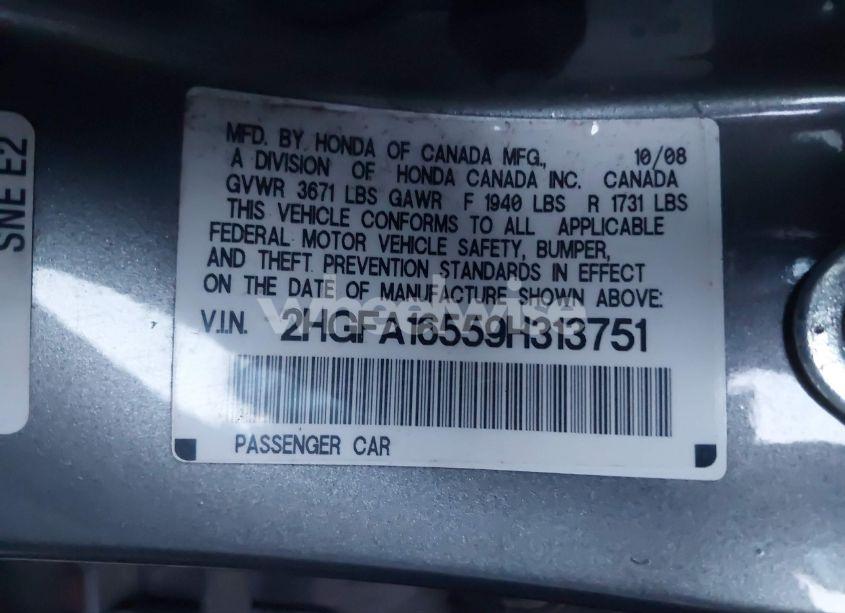 SNE E2
MFD. BY HONDA OF CANADA MFG., 10/08
A DIVISION OF HONDA CANADA INC. CANADA
GVWR 3671 LBS GAWR F 1940 LBS R 1731 LBS
THIS VEHICLE CONFORMS TO ALL APPLICABLE
FEDERAL MOTOR VEHICLE SAFETY, BUMPER,
AND THEFT PREVENTION STANDARDS IN EFFECT
ON THE DATE OF MANUFACTURE SHOWN ABOVE:
wheelwise
V.I.N. 2HGFA16559H313751
PASSENGER CAR